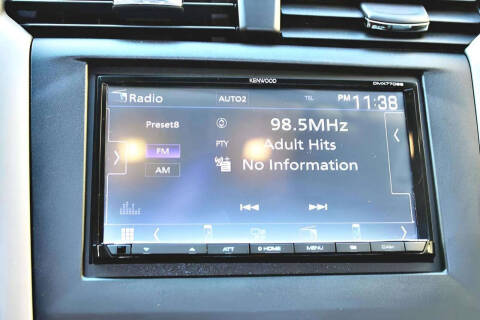 KENWOOD DMX7706S
Radio AUTO2 TEL PM 11:38
Preset8 98.5MHz
PTY Adult Hits
FM No Information
AM
ATT MENU